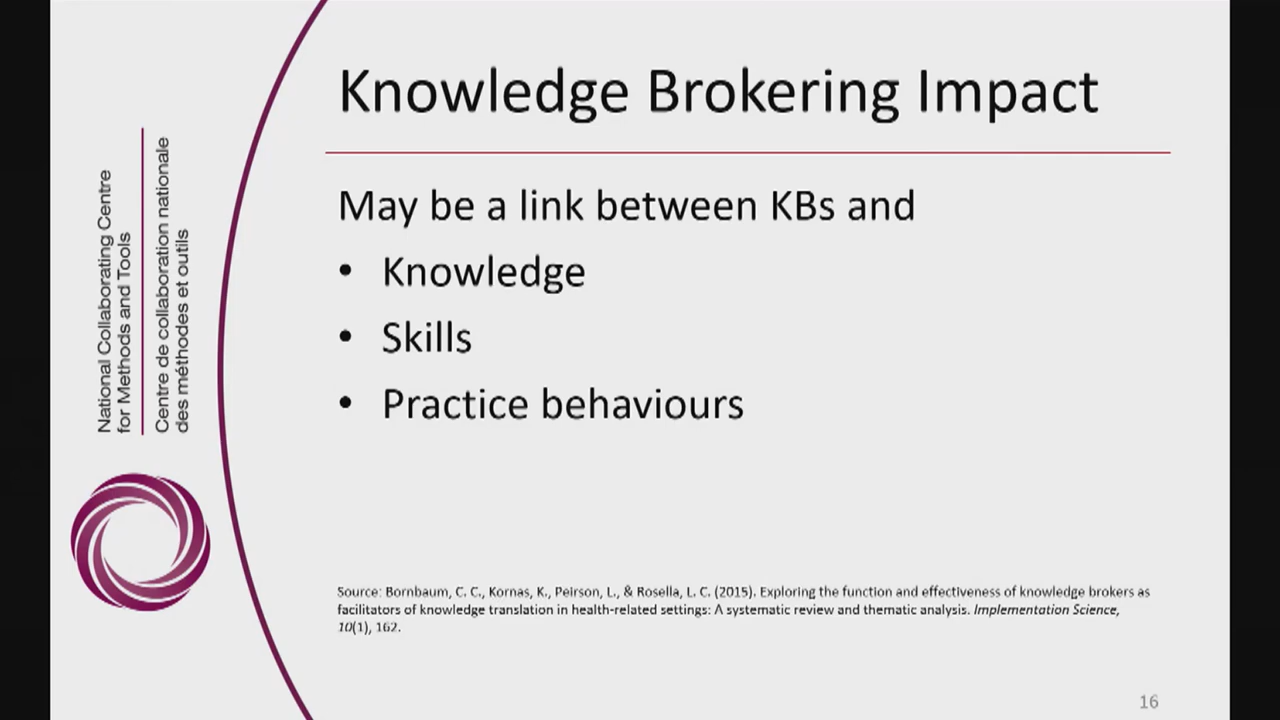 Knowledge Brokering Impact
May be a link between KBs and
• Knowledge
• Skills
• Practice behaviours
National Collaborating Centre
for Methods and Tools
Centre de collaboration nationale
des méthodes et outils
Source: Bornbaum, C. C., Kornas, K., Peirson, L., & Rosella, L. C. (2015). Exploring the function and effectiveness of knowledge brokers as
facilitators of knowledge translation in health-related settings: A systematic review and thematic analysis. Implementation Science,
10(1), 162.
16